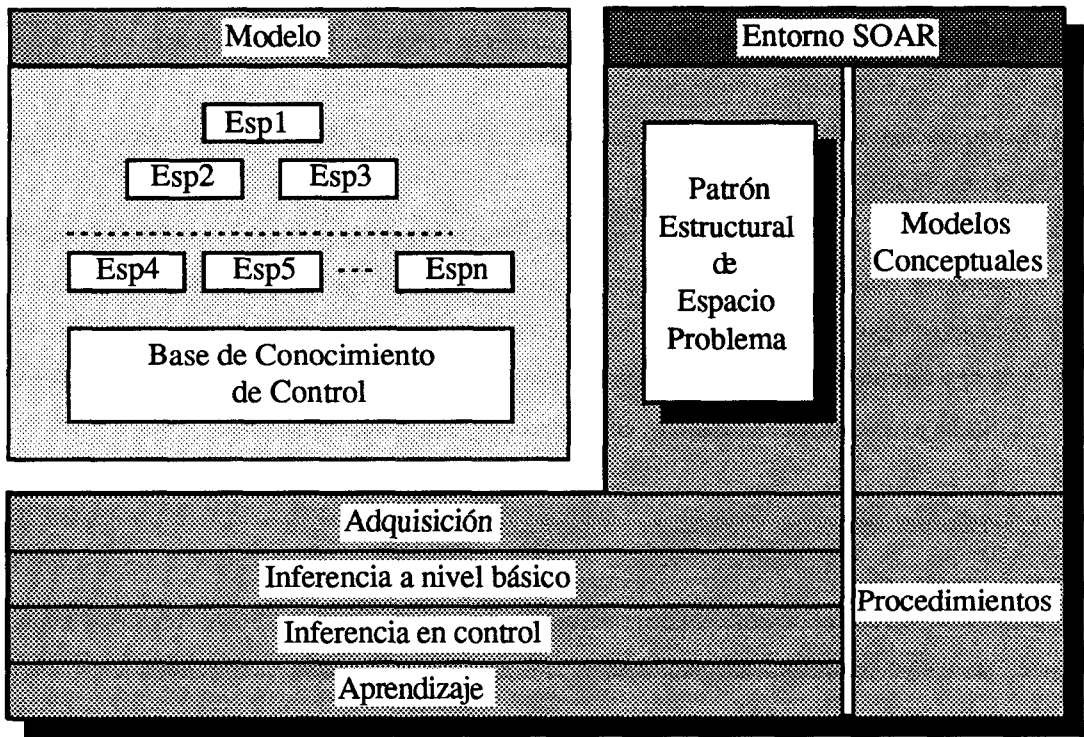 Modelo
Esp1
Esp2 Esp3
Esp4 Esp5 Espn
Base de Conocimiento
de Control
Entorno SOAR
Patrón
Estructural
de
Espacio
Problema
Modelos
Conceptuales
Adquisición
Inferencia a nivel básico
Inferencia en control
Aprendizaje
Procedimientos